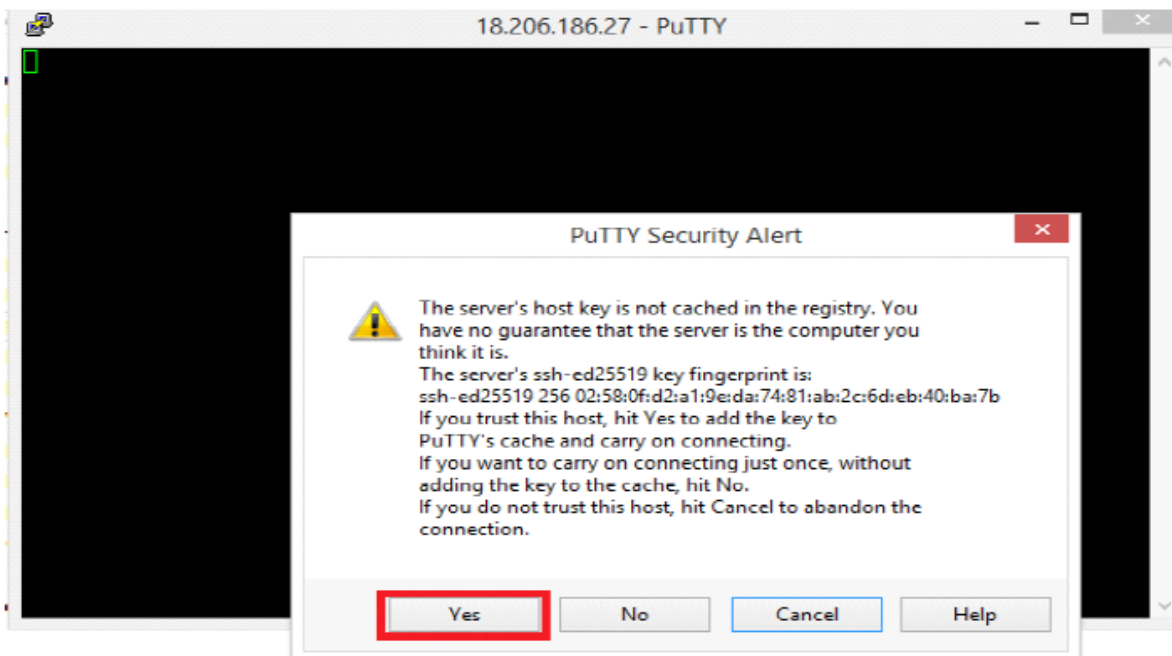 18.206.186.27 - PuTTY
PuTTY Security Alert
The server's host key is not cached in the registry. You
have no guarantee that the server is the computer you
think it is.
The server's ssh-ed25519 key fingerprint is:
ssh-ed25519 256 02:58:0f:d2:a1:9e:da:74:81:ab:2c:6d:eb:40:ba:7b
If you trust this host, hit Yes to add the key to
PuTTY's cache and carry on connecting.
If you want to carry on connecting just once, without
adding the key to the cache, hit No.
If you do not trust this host, hit Cancel to abandon the
connection.
Yes No Cancel Help